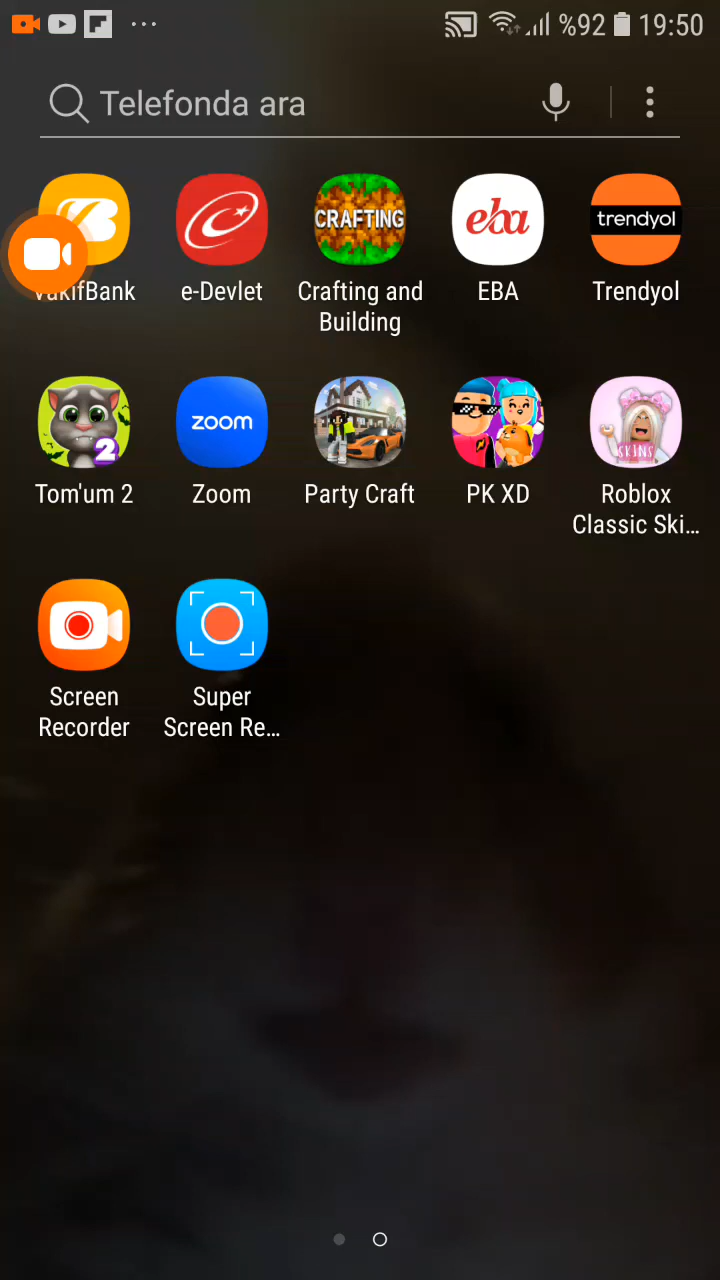 %92 19:50
Telefonda ara
CRAFTING
eba
trendyol
VakıfBank
e-Devlet
Crafting and
Building
EBA
Trendyol
2
zoom
SKINS
Tom'um 2
Zoom
Party Craft
PK XD
Roblox
Classic Ski...
Screen
Recorder
Super
Screen Re...